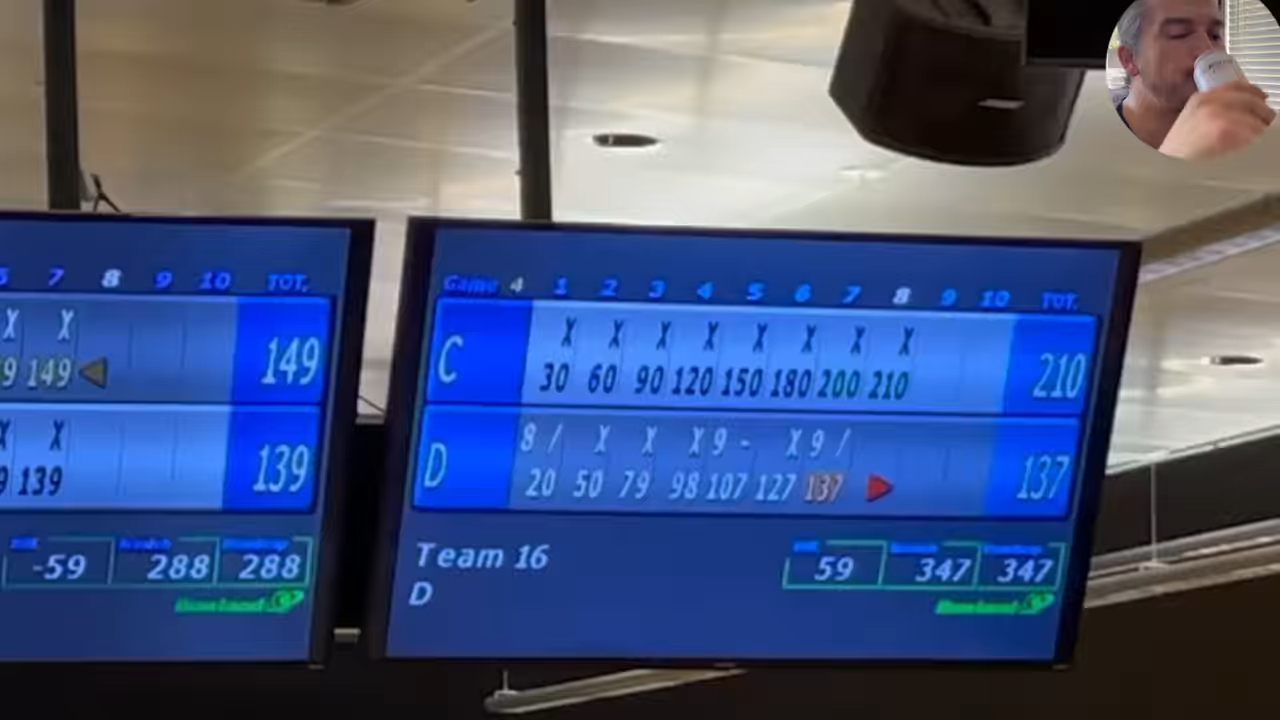 7 8 9 10 TOT.
X X
149 149
X X
139 139
-59 288 288
Game 4 1 2 3 4 5 6 7 8 9 10 TOT.
X X X X X X X X
C 30 60 90 120 150 180 200 210 210
8 / X X X 9 - X 9 /
D 20 50 79 98 107 127 137 137
Team 16
D
59 347 347